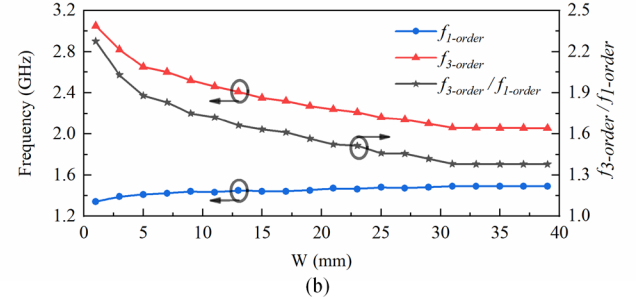 3.2
2.8
2.4
2.0
1.6
1.2
Frequency (GHz)
f1-order
f3-order
f3-order / f1-order
2.5
2.2
1.9
1.6
1.3
1.0
f3-order / f1-order
0 5 10 15 20 25 30 35 40
W (mm)
(b)